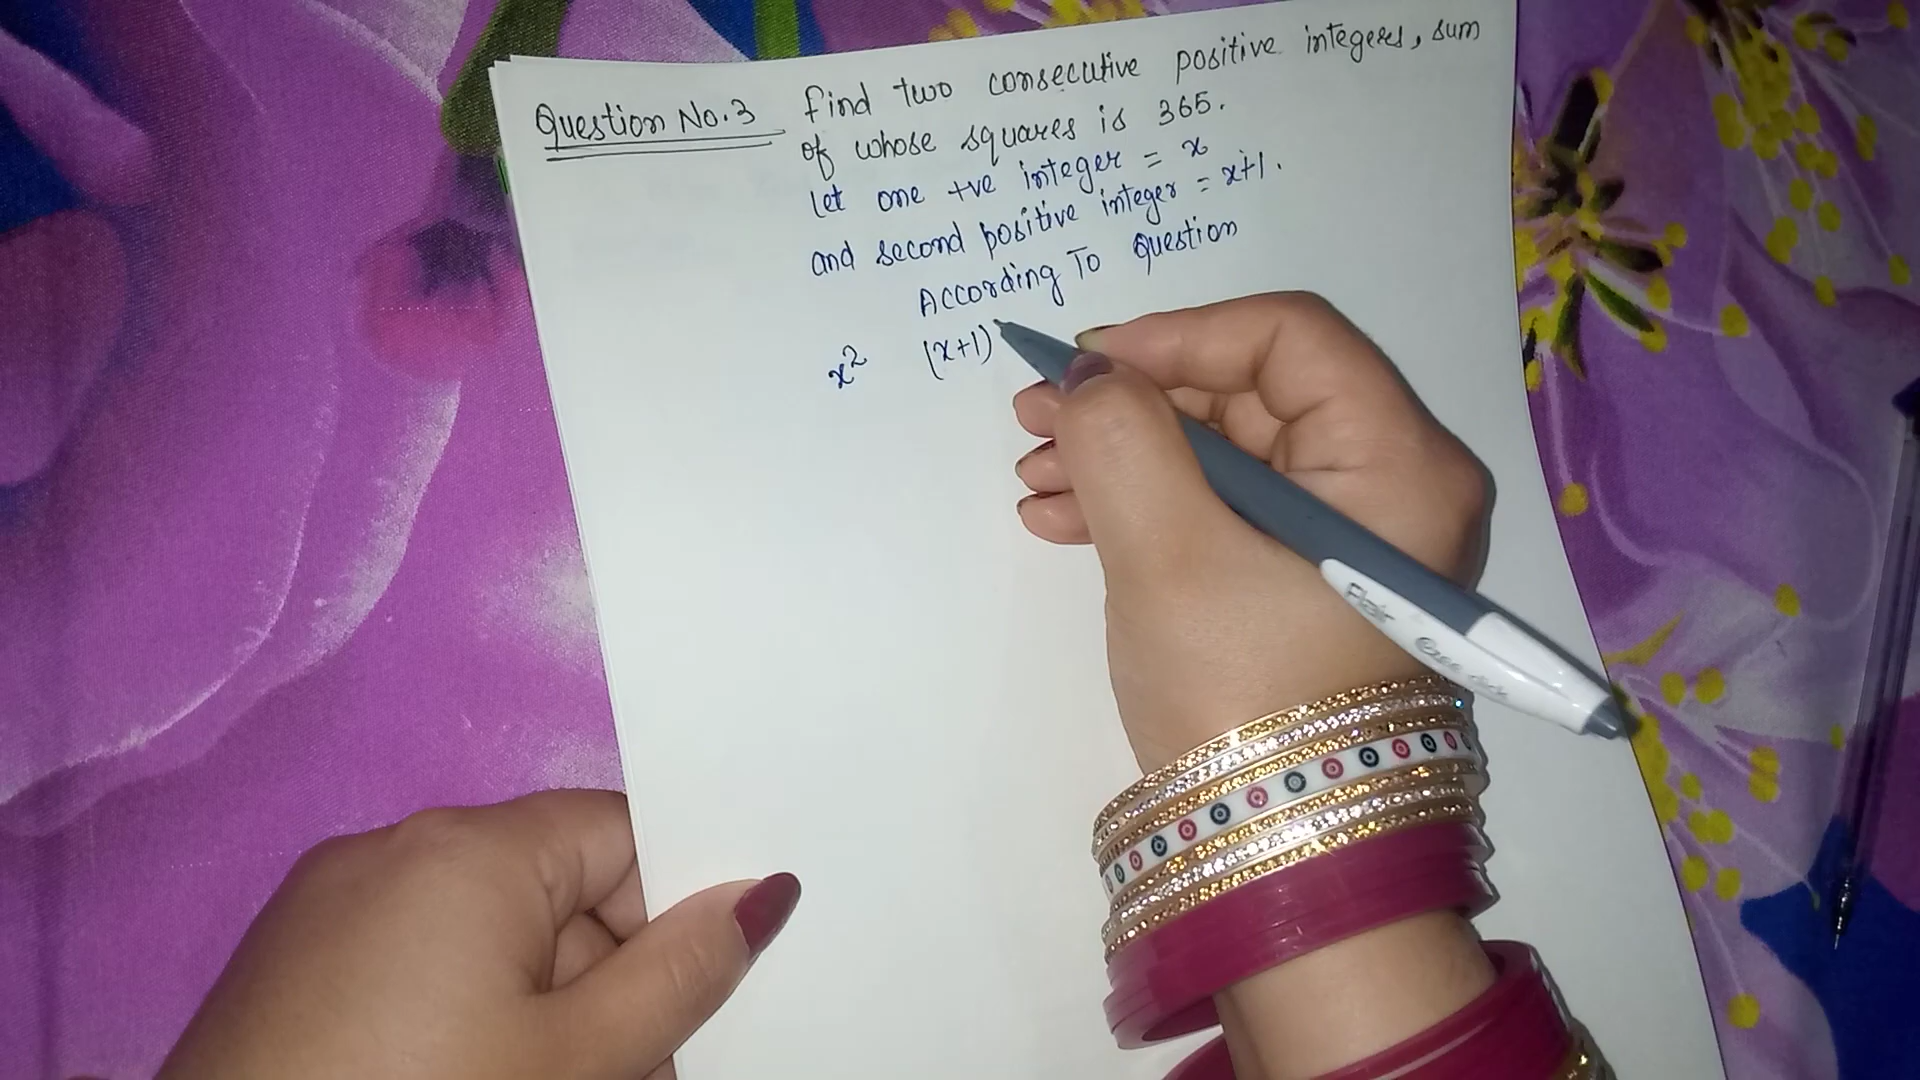 Question No.3 find two consecutive positive integers, sum
of whose squares is 365.
Let one +ve integer = x
and second positive integer = x+1.
According To question
x² (x+1)
Flair